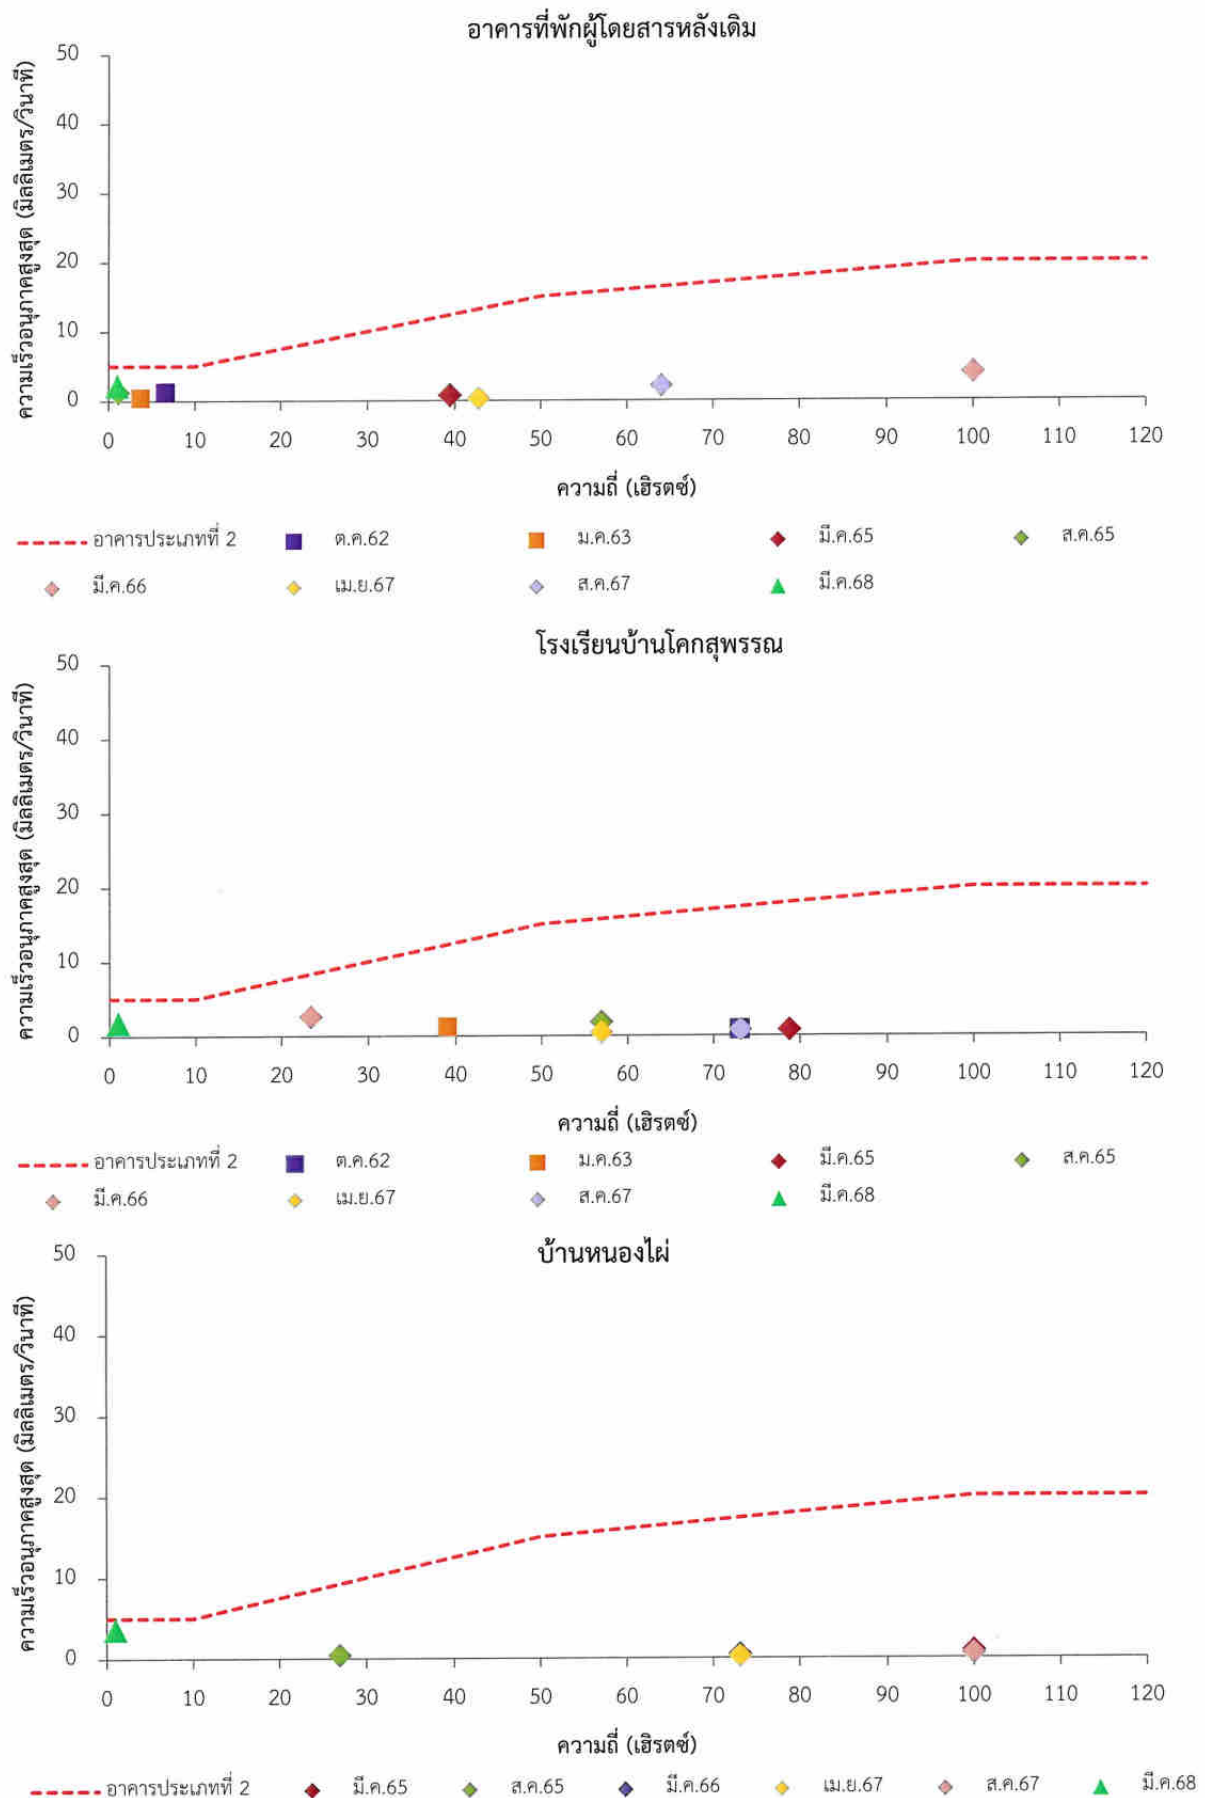 อาคารที่พักผู้โดยสารหลังเดิม
ความเร็วอนุภาคสูงสุด (มิลลิเมตร/วินาที)
50
40
30
20
10
0
0 10 20 30 40 50 60 70 80 90 100 110 120
ความถี่ (เฮิรตซ์)
อาคารประเภทที่ 2 ต.ค.62 ม.ค.63 มี.ค.65 ส.ค.65
มี.ค.66 เม.ย.67 ส.ค.67 มี.ค.68
โรงเรียนบ้านโคกสุพรรณ
ความเร็วอนุภาคสูงสุด (มิลลิเมตร/วินาที)
50
40
30
20
10
0
0 10 20 30 40 50 60 70 80 90 100 110 120
ความถี่ (เฮิรตซ์)
อาคารประเภทที่ 2 ต.ค.62 ม.ค.63 มี.ค.65 ส.ค.65
มี.ค.66 เม.ย.67 ส.ค.67 มี.ค.68
บ้านหนองไผ่
ความเร็วอนุภาคสูงสุด (มิลลิเมตร/วินาที)
50
40
30
20
10
0
0 10 20 30 40 50 60 70 80 90 100 110 120
ความถี่ (เฮิรตซ์)
อาคารประเภทที่ 2 มี.ค.65 ส.ค.65 มี.ค.66 เม.ย.67 ส.ค.67 มี.ค.68